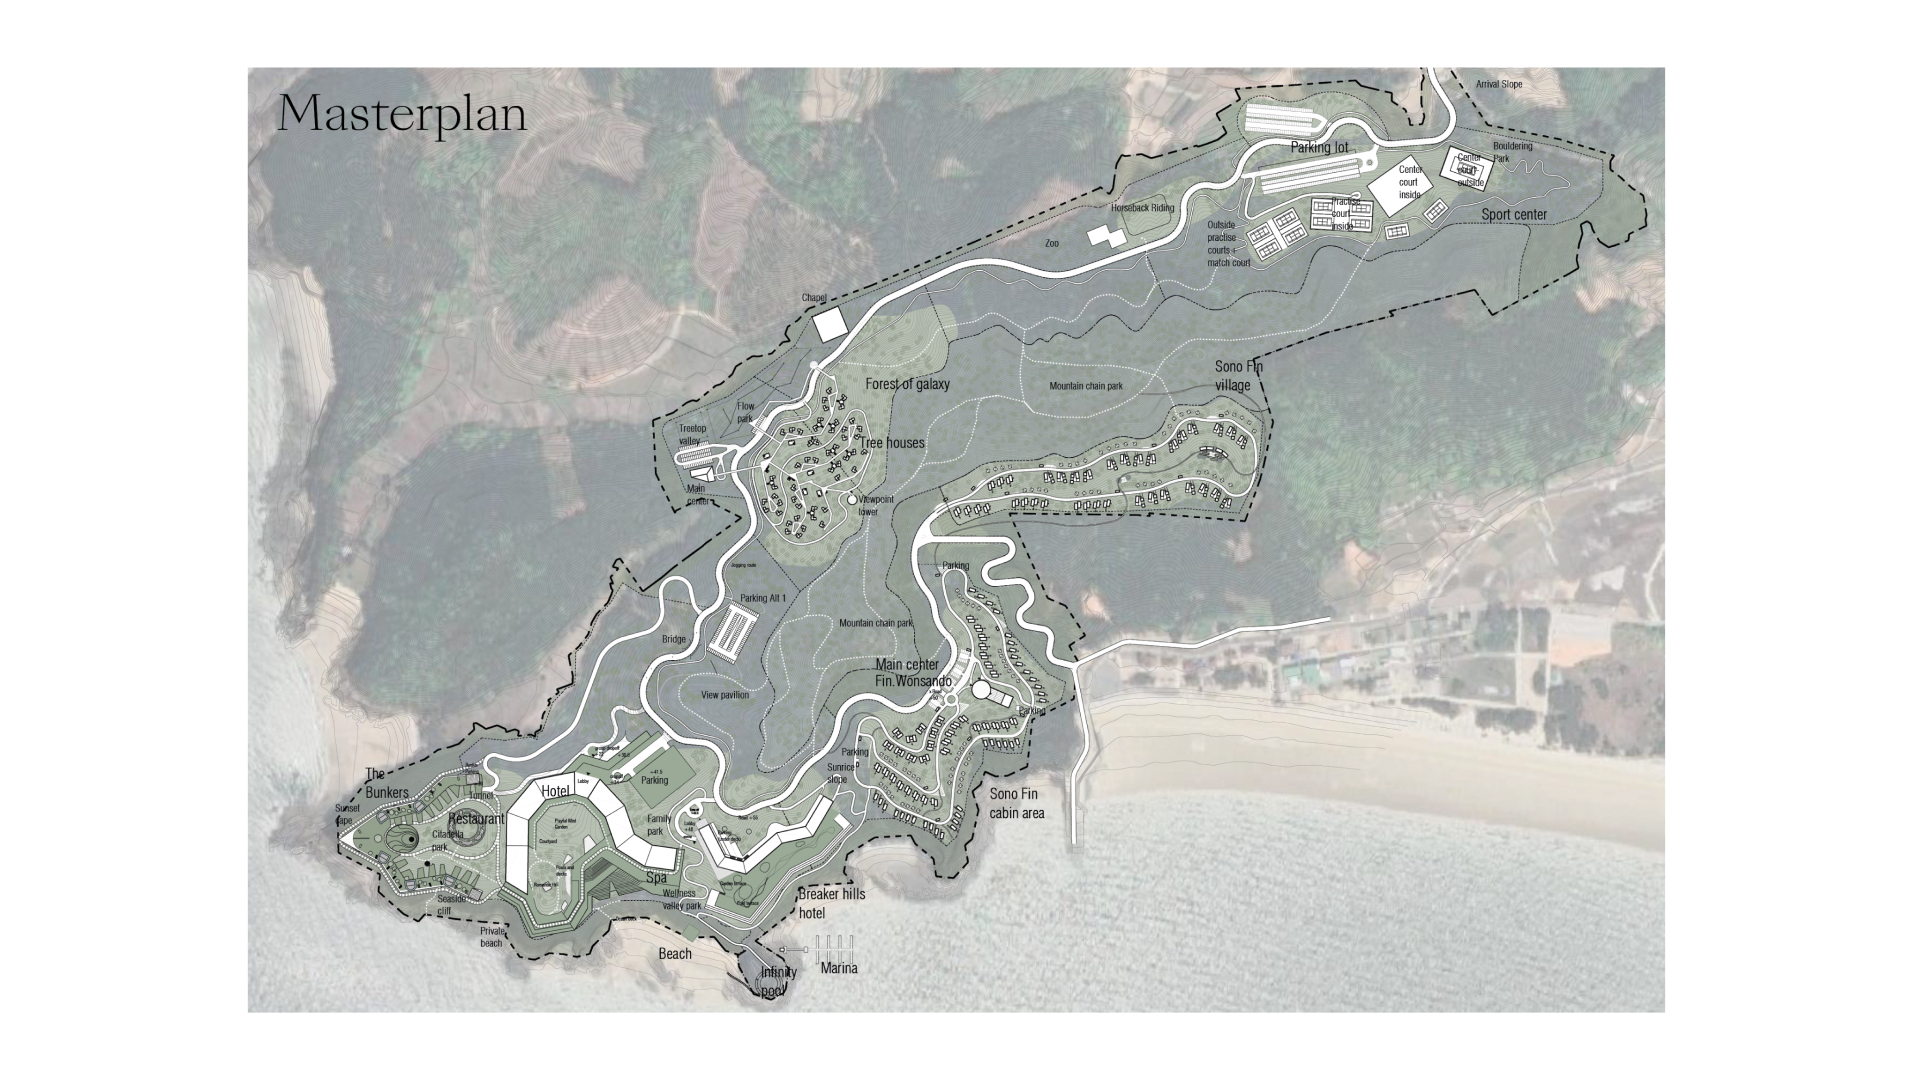 Masterplan
Arrival Slope
Parking lot
Bouldering
Park
Center
court
outside
Center
court
inside
Practise
court
inside
Sport center
Horseback Riding
Outside
practise
courts +
match court
Zoo
Chapel
Forest of galaxy
Mountain chain park
Sono Fin
village
Flow
park
Treetop
valley
Tree houses
Main
center
Viewpoint
tower
Jogging route
Parking
Parking Alt 1
Mountain chain park
Bridge
Main center
Fin.Wonsando
View pavilion
Parking
Parking
Sunrice
slope
The
Bunkers
Tunnel
Hotel
Lobby
+41.5
Parking
Sono Fin
cabin area
Sunset
cape
Restaurant
Citadella
park
Family
park
Courtyard
Spa
Wellness
valley park
Seaside
cliff
Breaker hills
hotel
Private
beach
Beach
Infinity
pool
Marina